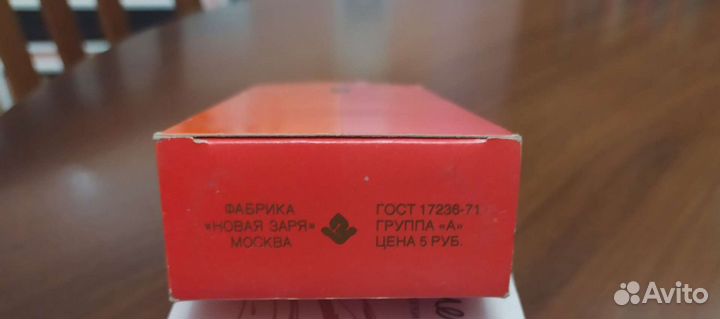 ФАБРИКА
«НОВАЯ ЗАРЯ»
МОСКВА
ГОСТ 17236-71
ГРУППА «А»
ЦЕНА 5 РУБ.
Avito